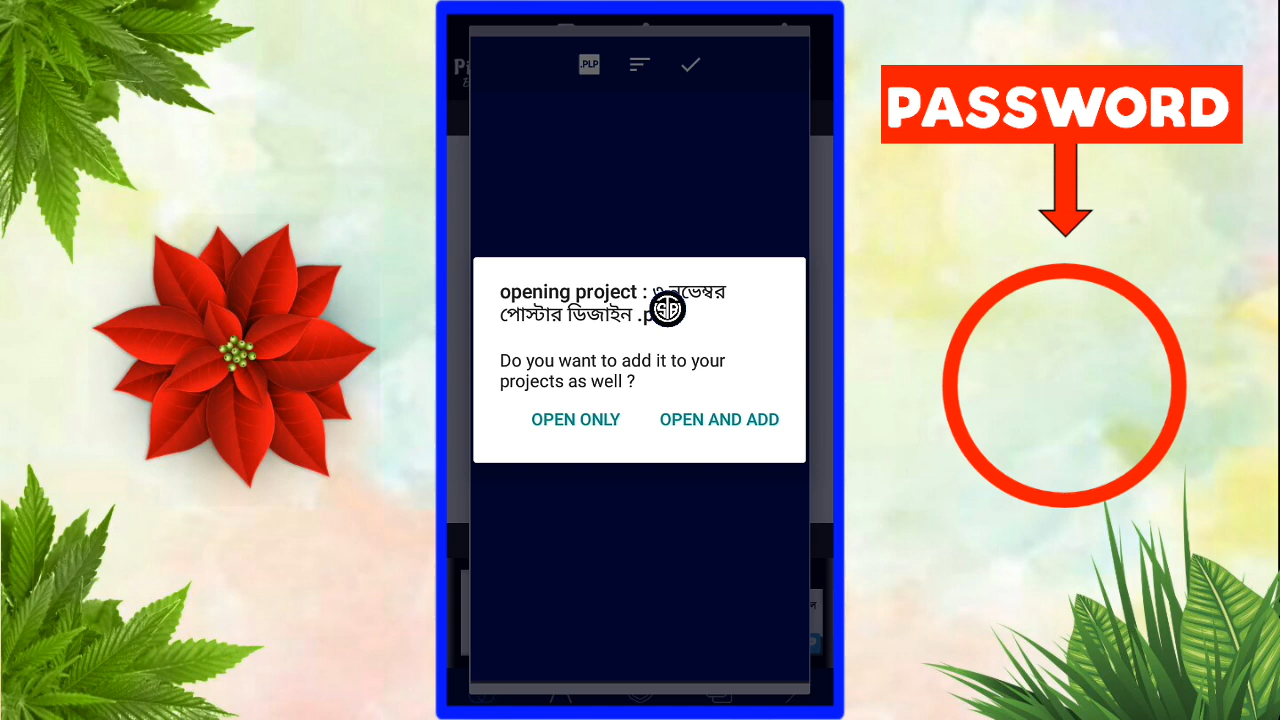 .PLP
PASSWORD
opening project : ৩ নভেম্বর
পোস্টার ডিজাইন
Do you want to add it to your
projects as well ?
OPEN ONLY OPEN AND ADD